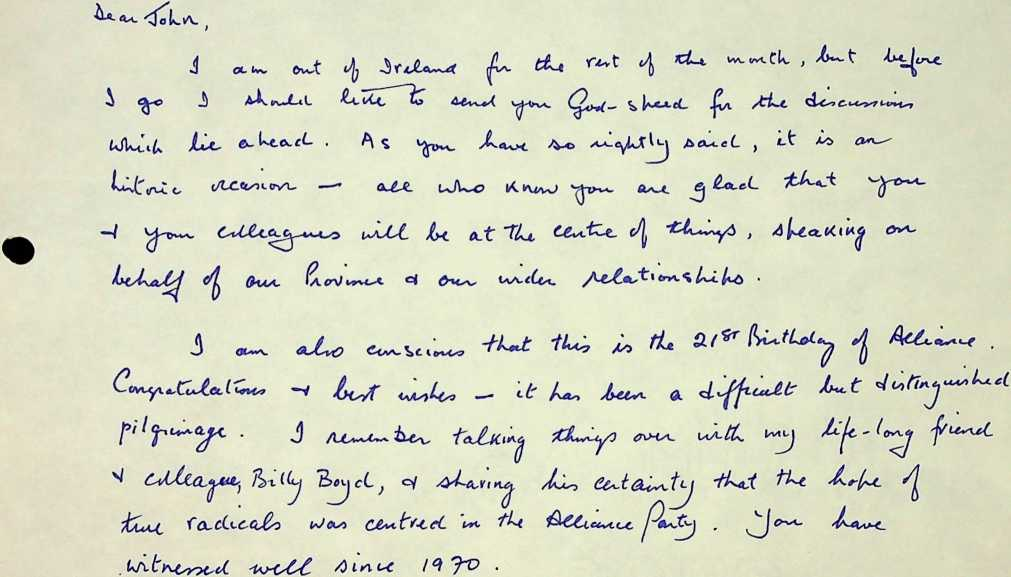 Dear John,
I am out of Ireland for the rest of the month, but before
I go I should like to send you God-speed for the discussions
which lie ahead. As you have so rightly said, it is an
historic occasion – all who know you are glad that you
& your colleagues will be at the centre of things, speaking on
behalf of our Province & our wider relationships.
I am also conscious that this is the 21st Birthday of Alliance.
Congratulations & best wishes – it has been a difficult but distinguished
pilgrimage. I remember talking things over with my life-long friend
& colleague, Billy Boyd, & sharing his certainty that the hope of
true radicals was centred in the Alliance Party. You have
witnessed well since 1970.